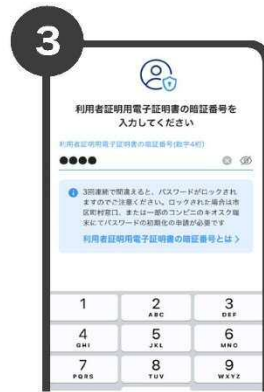 3
利用者証明用電子証明書の暗証番号を
入力してください
利用者証明用電子証明書の暗証番号(数字4桁)
3回連続で間違えると、パスワードがロックされ
ますのでご注意ください。ロックされた場合は市
区町村窓口、または一部のコンビニのキオスク端
末にてパスワードの初期化の申請が必要です
利用者証明用電子証明書の暗証番号とは >
1 2 3
ABC DEF
4 5 6
GHI JKL MNO
7 8 9
PQRS TUV WXYZ